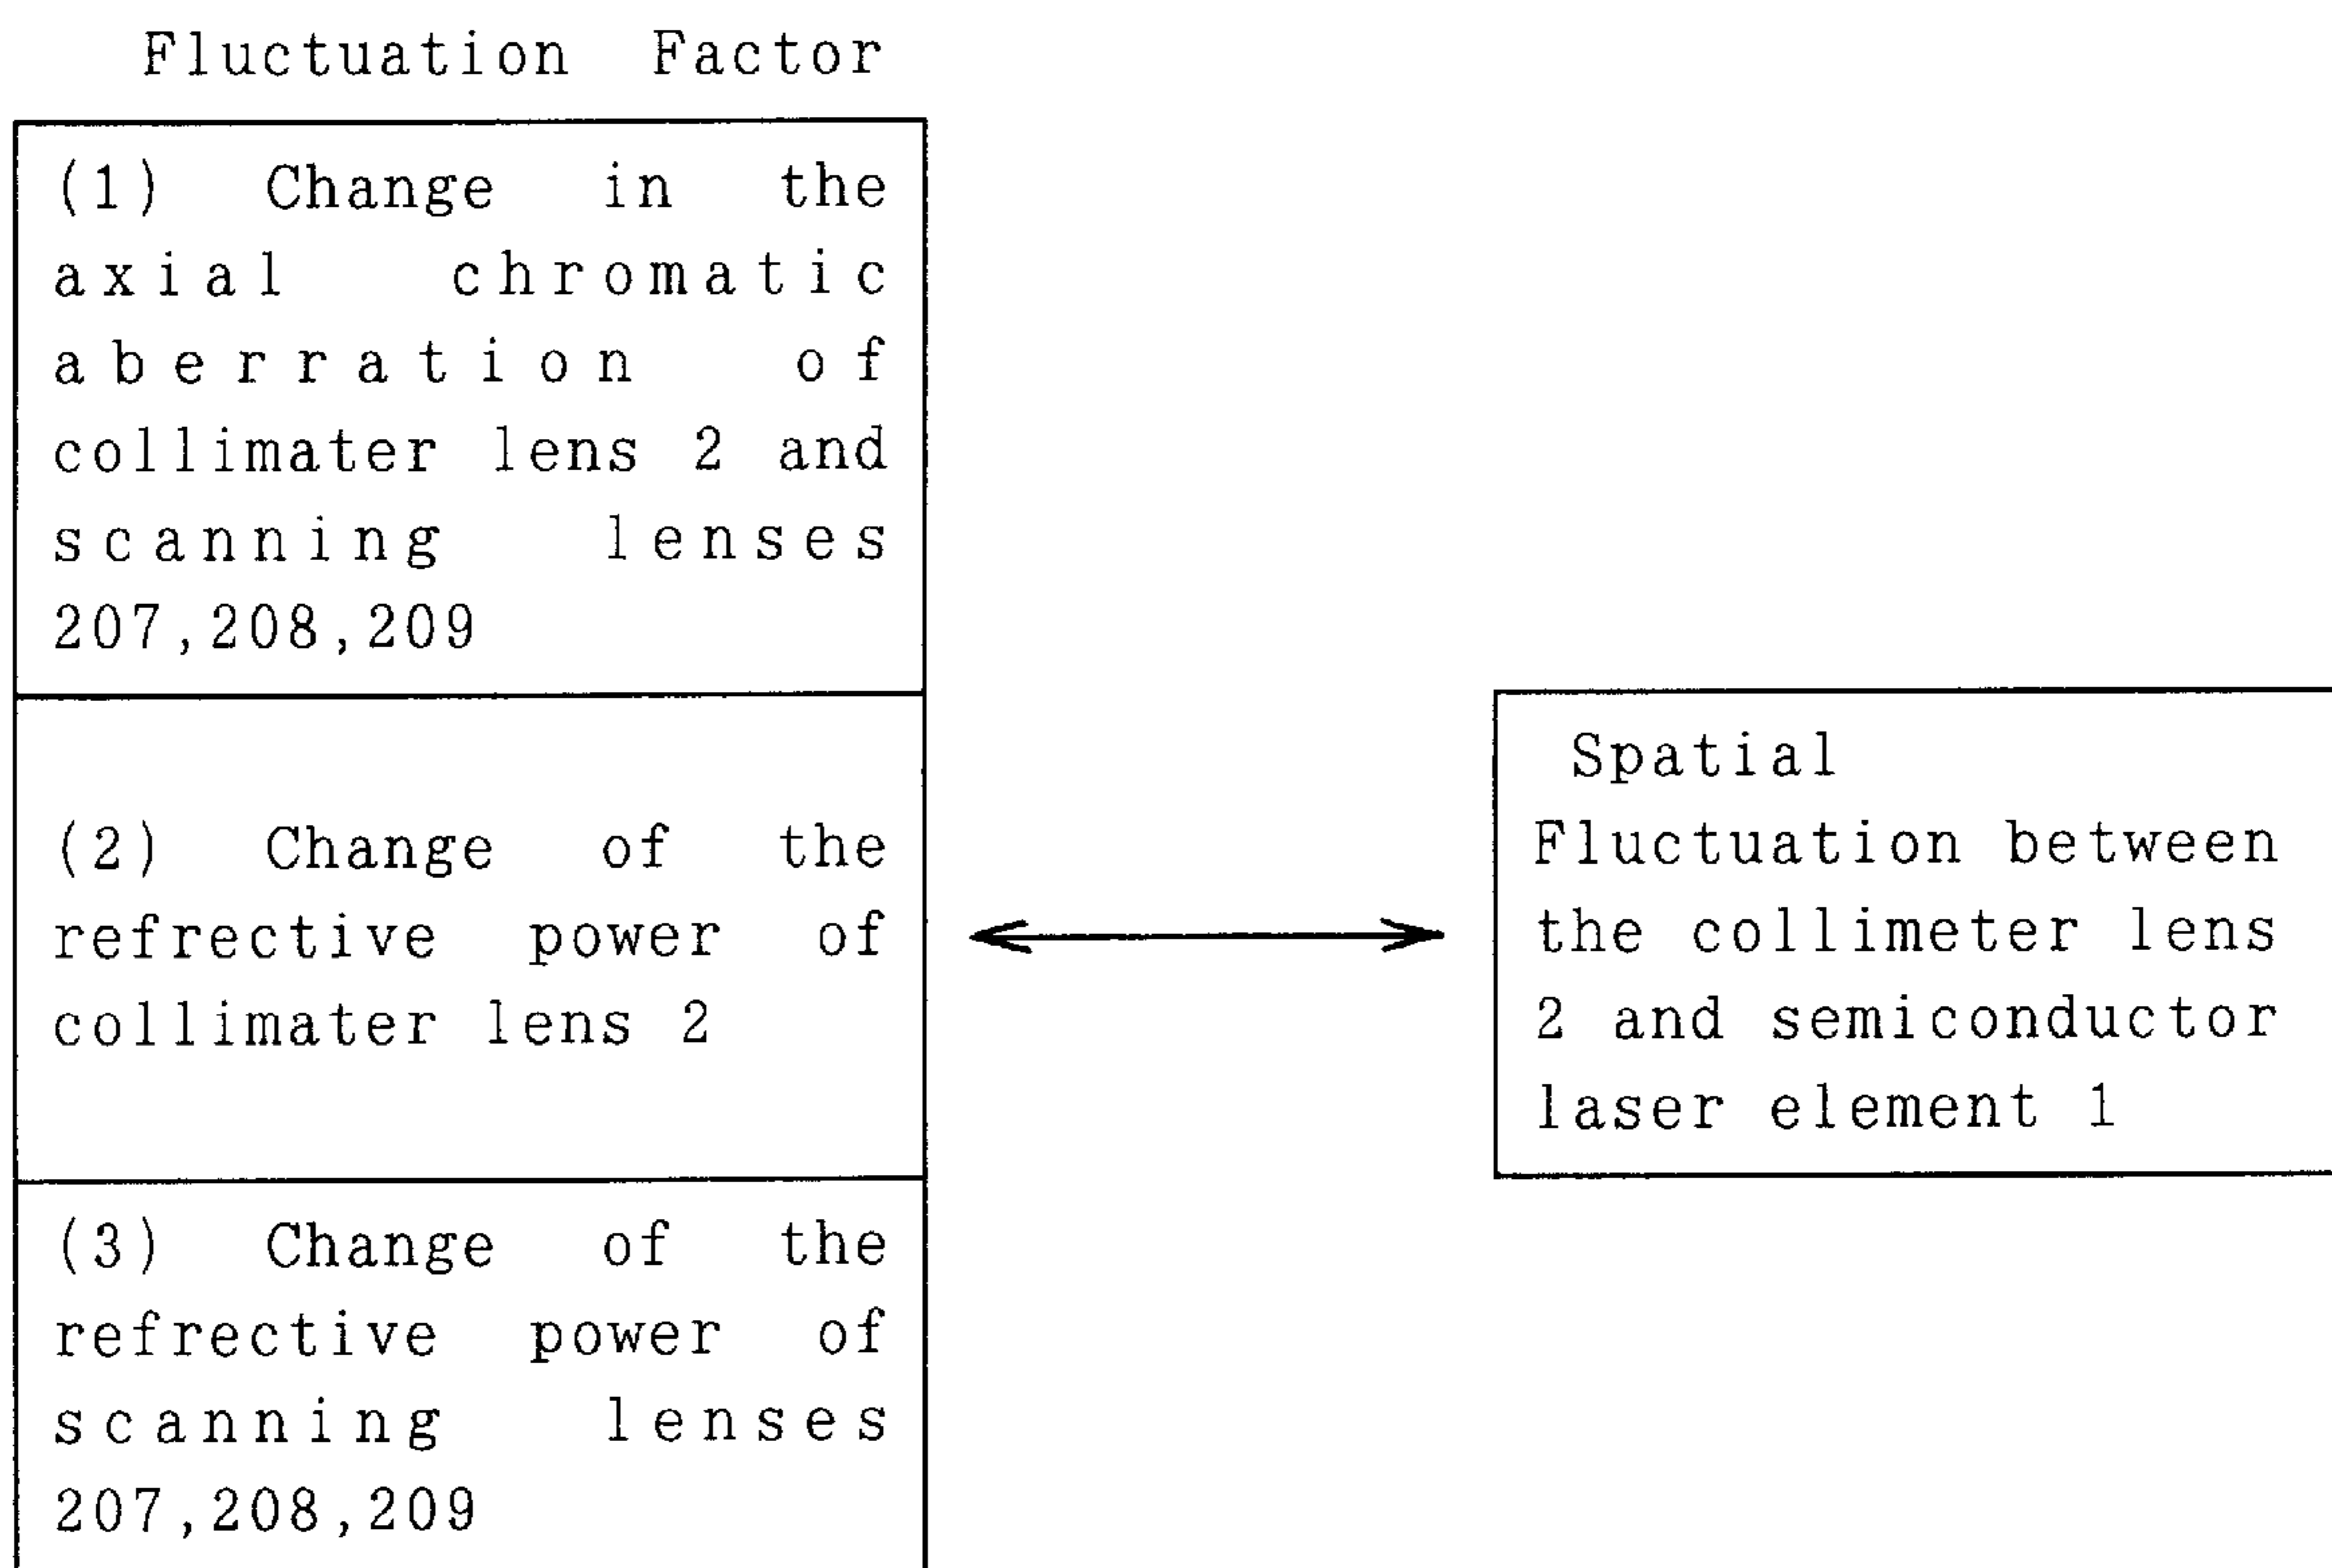 Fluctuation Factor
(1) Change in the
axial chromatic
aberration of
collimater lens 2 and
scanning lenses
207,208,209
(2) Change of the
refrective power of
collimater lens 2
(3) Change of the
refrective power of
scanning lenses
207,208,209
Spatial
Fluctuation between
the collimeter lens
2 and semiconductor
laser element 1